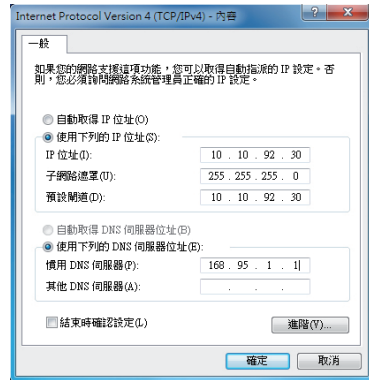 Internet Protocol Version 4 (TCP/IPv4) - 內容
一般
如果您的網路支援這項功能，您可以取得自動指派的 IP 設定。否
則，您必須詢問網路系統管理員正確的 IP 設定。
自動取得 IP 位址(O)
使用下列的 IP 位址(S):
IP 位址(I): 10 . 10 . 92 . 30
子網路遮罩(U): 255 . 255 . 255 . 0
預設閘道(D): 10 . 10 . 92 . 30
自動取得 DNS 伺服器位址(B)
使用下列的 DNS 伺服器位址(E):
慣用 DNS 伺服器(P): 168 . 95 . 1 . 1
其他 DNS 伺服器(A): . . .
結束時確認設定(L)
進階(V)...
確定 取消